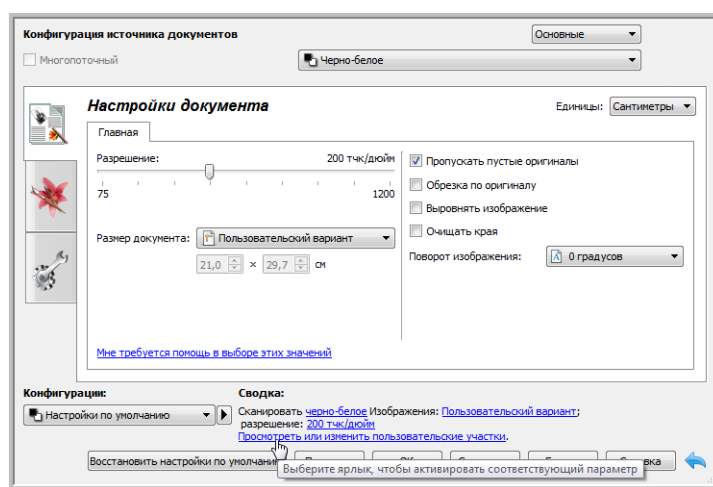 Конфигурация источника документов
Основные
Многопоточный
Черно-белое
Настройки документа
Единицы: Сантиметры
Главная
Разрешение: 200 тчк/дюйм
75 1200
Размер документа: Пользовательский вариант
21,0 × 29,7 см
Пропускать пустые оригиналы
Обрезка по оригиналу
Выровнять изображение
Очищать края
Поворот изображения: 0 градусов
Мне требуется помощь в выборе этих значений
Конфигурации:
Настройки по умолчанию
Сводка:
Сканировать черно-белое Изображения: Пользовательский вариант;
разрешение: 200 тчк/дюйм
Просмотреть или изменить пользовательские участки.
Восстановить настройки по умолчанию
Выберите ярлык, чтобы активировать соответствующий параметр